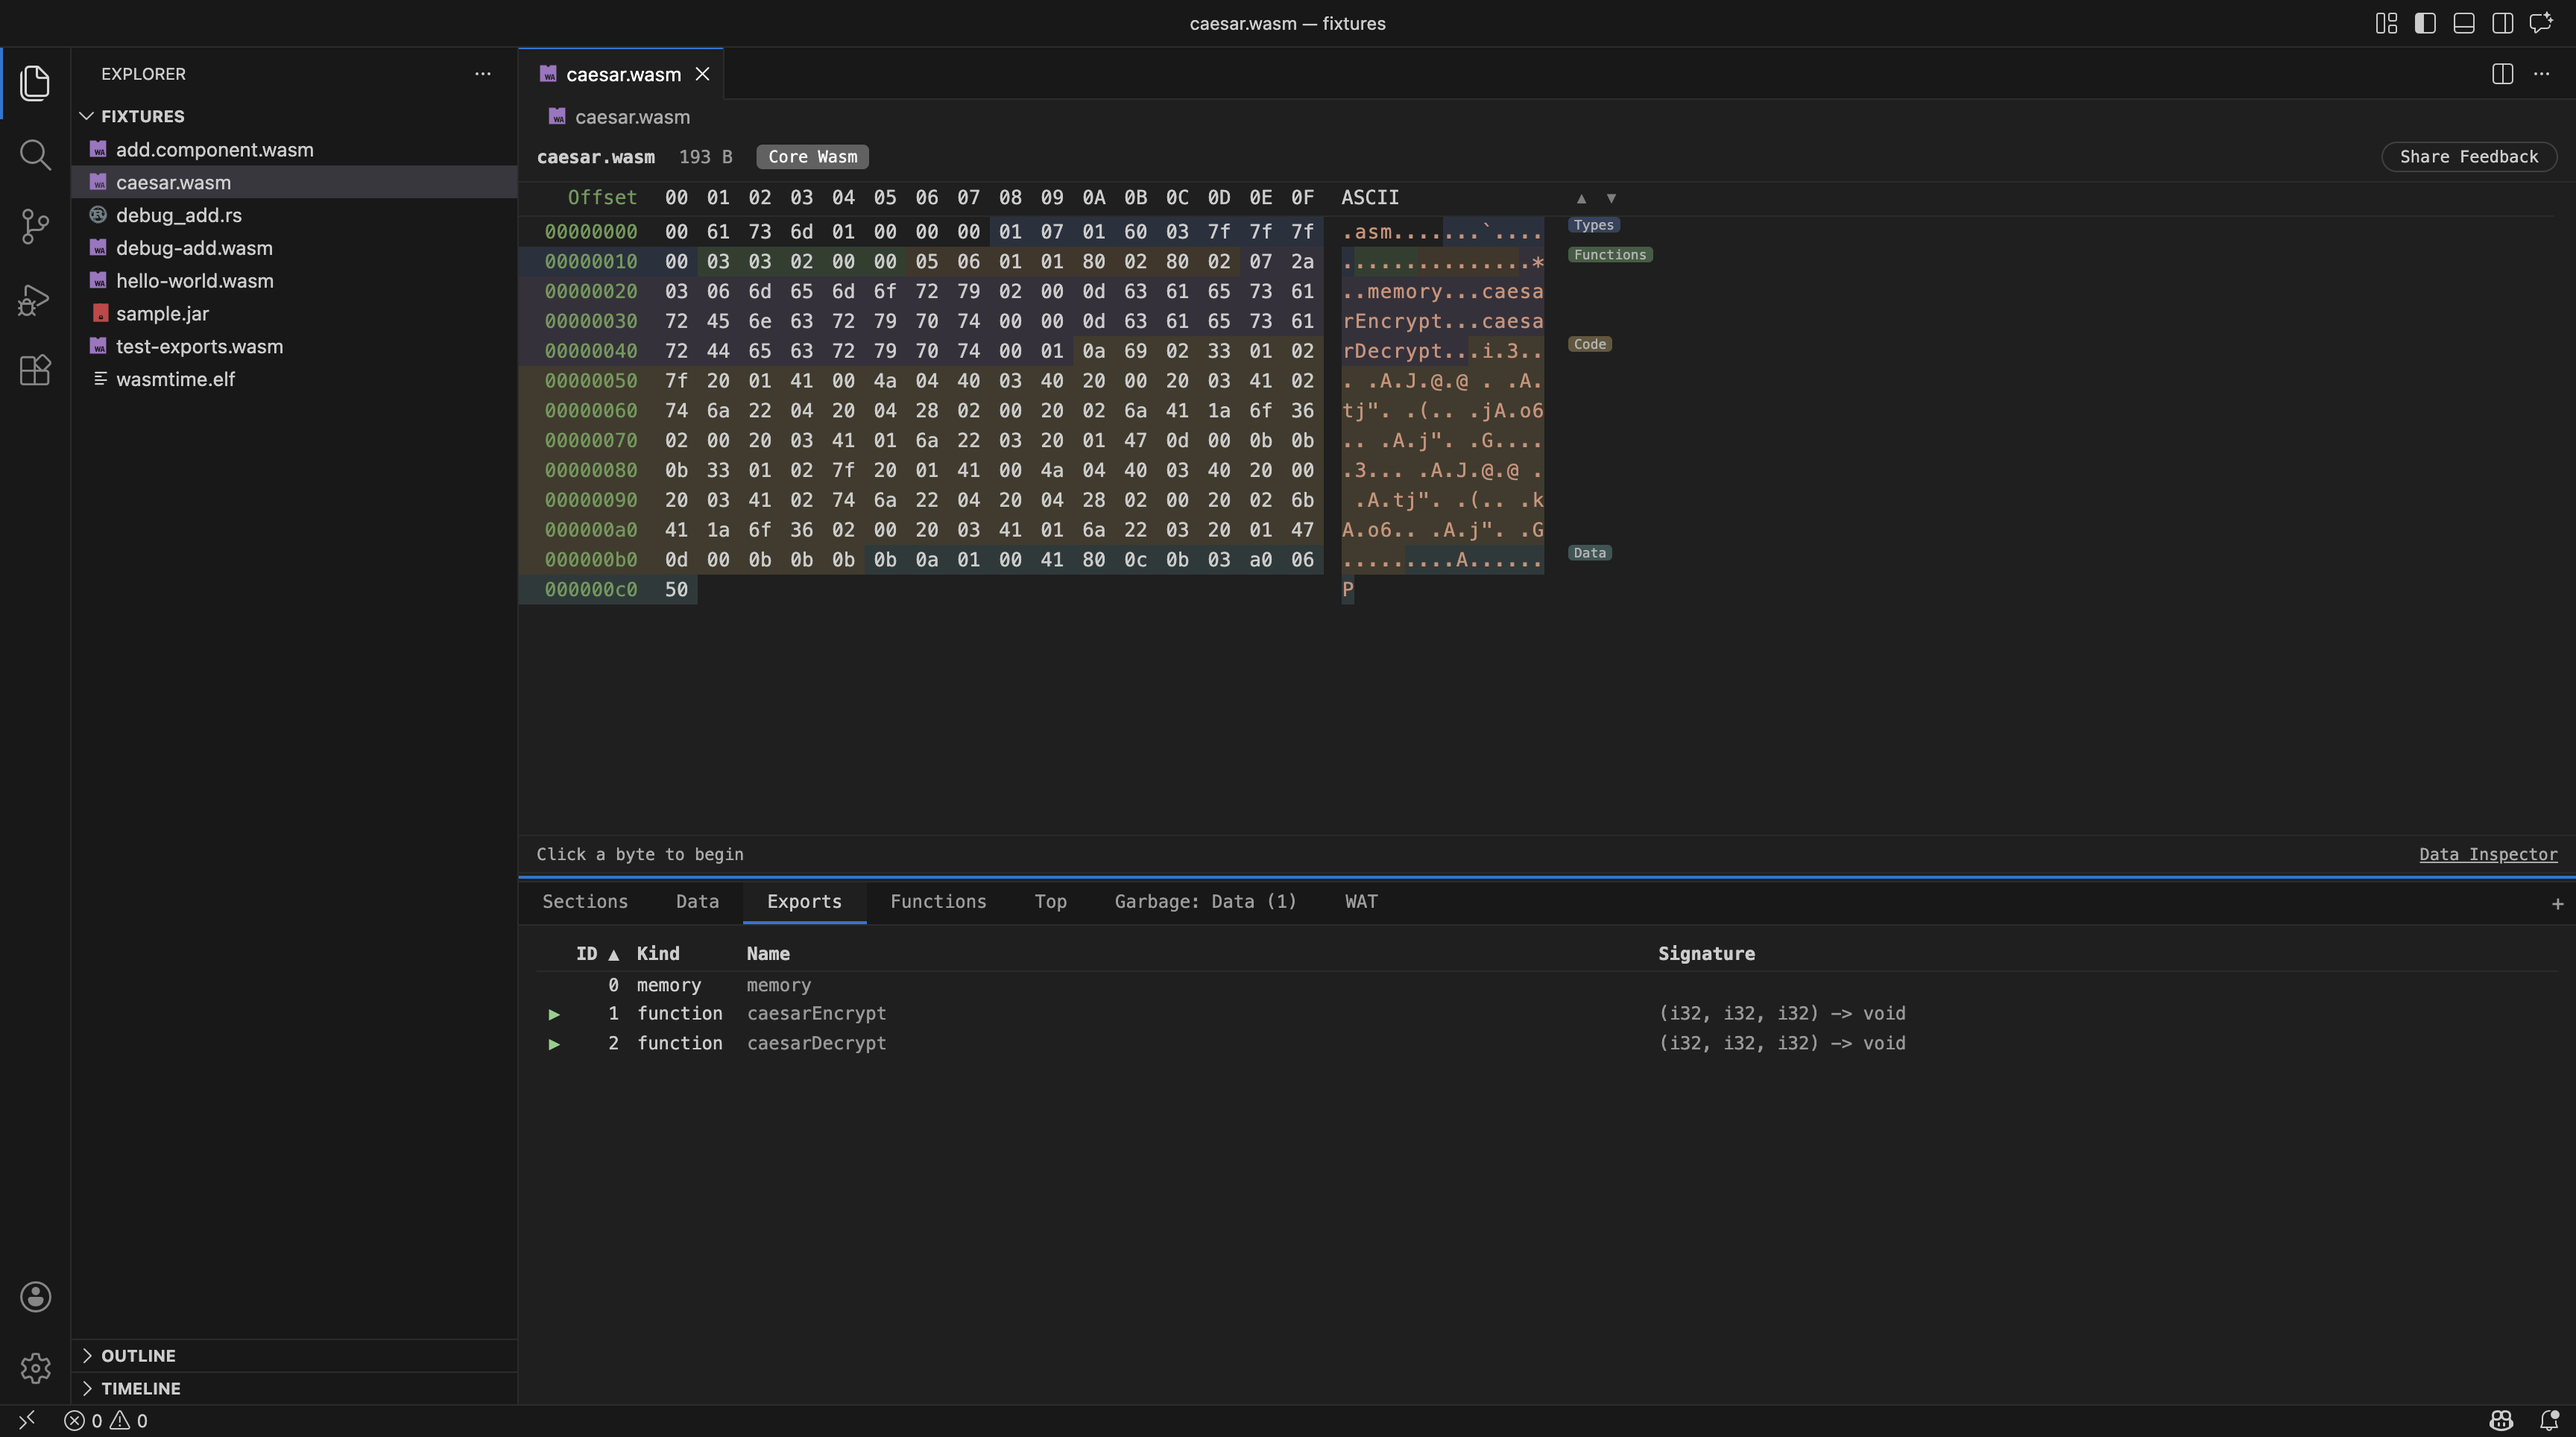 caesar.wasm — fixtures
EXPLORER
FIXTURES
add.component.wasm
caesar.wasm
debug_add.rs
debug-add.wasm
hello-world.wasm
sample.jar
test-exports.wasm
wasmtime.elf
OUTLINE
TIMELINE
caesar.wasm
caesar.wasm
caesar.wasm 193 B Core Wasm Share Feedback
Offset 00 01 02 03 04 05 06 07 08 09 0A 0B 0C 0D 0E 0F ASCII ▲ ▼
00000000 00 61 73 6d 01 00 00 00 01 07 01 60 03 7f 7f 7f .asm.......`.... Types
00000010 00 03 03 02 00 00 05 06 01 01 80 02 80 02 07 2a ...............* Functions
00000020 03 06 6d 65 6d 6f 72 79 02 00 0d 63 61 65 73 61 ..memory...caesa
00000030 72 45 6e 63 72 79 70 74 00 00 0d 63 61 65 73 61 rEncrypt...caesa
00000040 72 44 65 63 72 79 70 74 00 01 0a 69 02 33 01 02 rDecrypt...i.3.. Code
00000050 7f 20 01 41 00 4a 04 40 03 40 20 00 20 03 41 02 . .A.J.@.@ . .A.
00000060 74 6a 22 04 20 04 28 02 00 20 02 6a 41 1a 6f 36 tj". .(.. .jA.o6
00000070 02 00 20 03 41 01 6a 22 03 20 01 47 0d 00 0b 0b .. .A.j". .G....
00000080 0b 33 01 02 7f 20 01 41 00 4a 04 40 03 40 20 00 .3... .A.J.@.@ .
00000090 20 03 41 02 74 6a 22 04 20 04 28 02 00 20 02 6b  .A.tj". .(.. .k
000000a0 41 1a 6f 36 02 00 20 03 41 01 6a 22 03 20 01 47 A.o6.. .A.j". .G
000000b0 0d 00 0b 0b 0b 0b 0a 01 00 41 80 0c 0b 03 a0 06 .........A...... Data
000000c0 50 P
Click a byte to begin Data Inspector
Sections Data Exports Functions Top Garbage: Data (1) WAT +
ID ▲ Kind Name Signature
0 memory memory
1 function caesarEncrypt (i32, i32, i32) —> void
2 function caesarDecrypt (i32, i32, i32) —> void
0 0